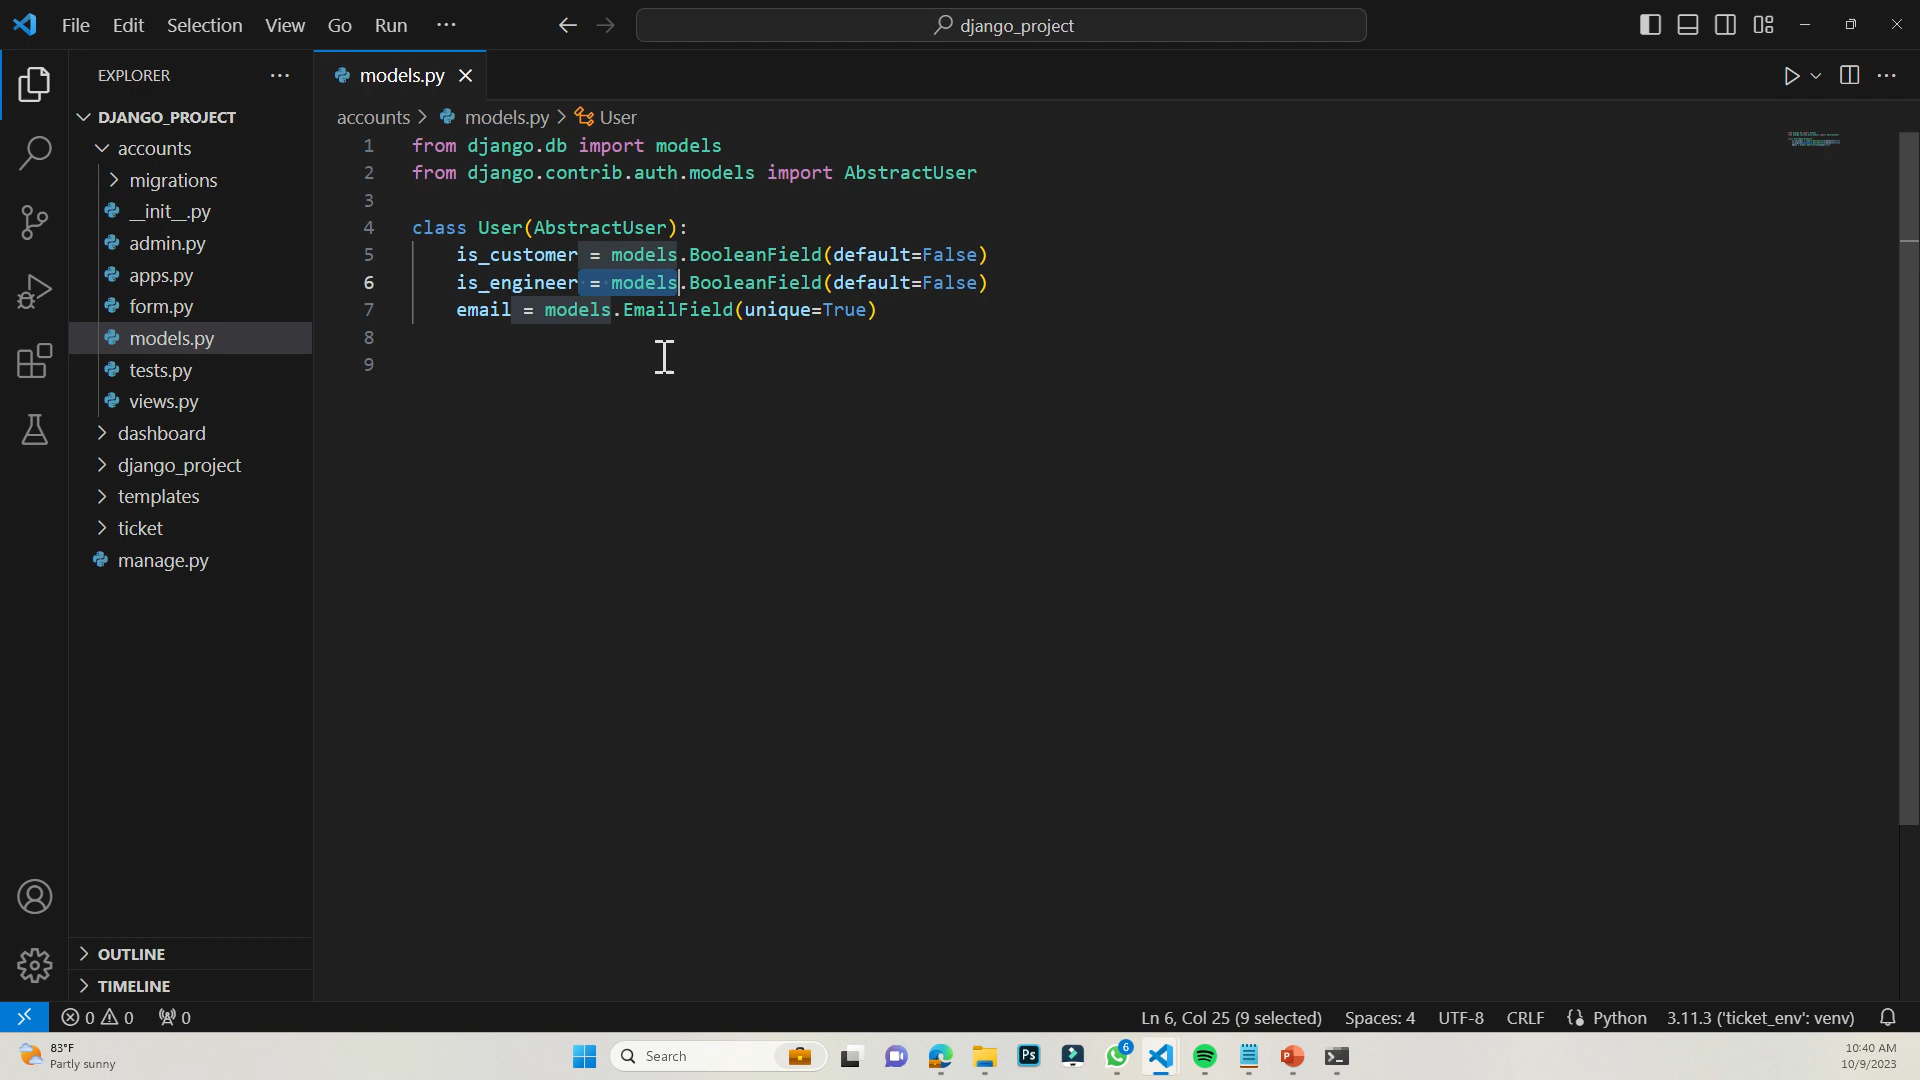 File Edit Selection View Go Run ···
django_project
EXPLORER
models.py
DJANGO_PROJECT
accounts
migrations
__init__.py
admin.py
apps.py
form.py
models.py
tests.py
views.py
dashboard
django_project
templates
ticket
manage.py
OUTLINE
TIMELINE
accounts > models.py > User
1 from django.db import models
2 from django.contrib.auth.models import AbstractUser
3
4 class User(AbstractUser):
5 is_customer = models.BooleanField(default=False)
6 is_engineer = models.BooleanField(default=False)
7 email = models.EmailField(unique=True)
8
9
0 0 0
Ln 6, Col 25 (9 selected) Spaces: 4 UTF-8 CRLF Python 3.11.3 ('ticket_env': venv)
83°F
Partly sunny
Search
Ps
6
P
10:40 AM
10/9/2023